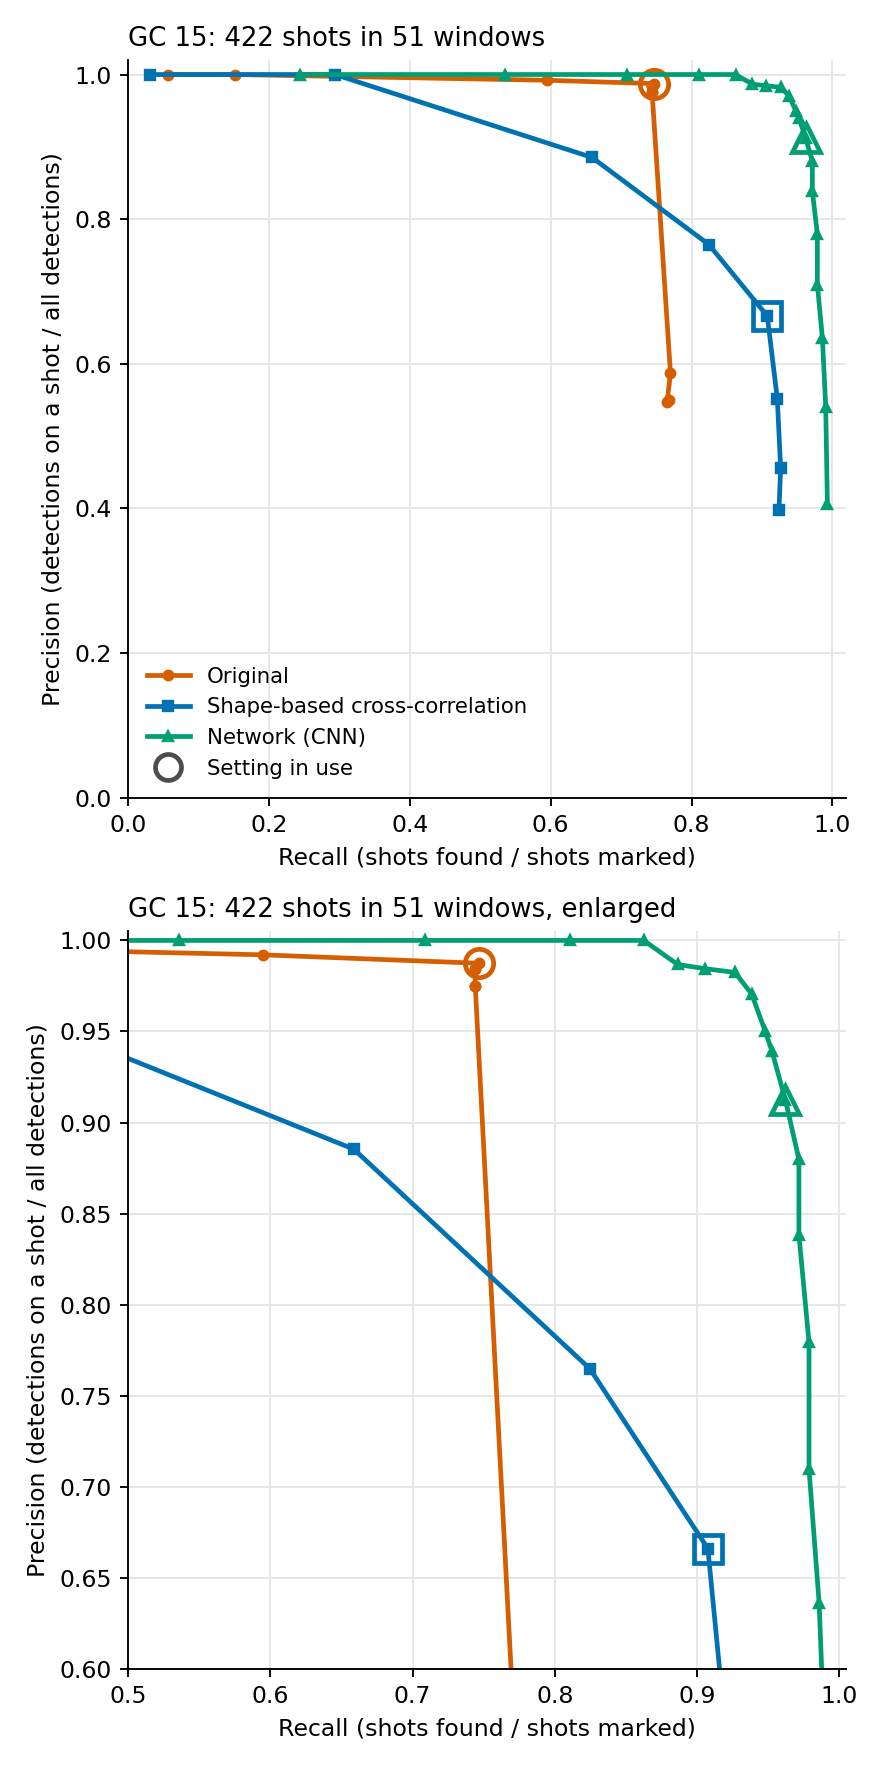 GC 15: 422 shots in 51 windows
Precision (detections on a shot / all detections)
1.0
0.8
0.6
0.4
0.2
0.0
Original
Shape-based cross-correlation
Network (CNN)
Setting in use
0.0 0.2 0.4 0.6 0.8 1.0
Recall (shots found / shots marked)
GC 15: 422 shots in 51 windows, enlarged
Precision (detections on a shot / all detections)
1.00
0.95
0.90
0.85
0.80
0.75
0.70
0.65
0.60
0.5 0.6 0.7 0.8 0.9 1.0
Recall (shots found / shots marked)